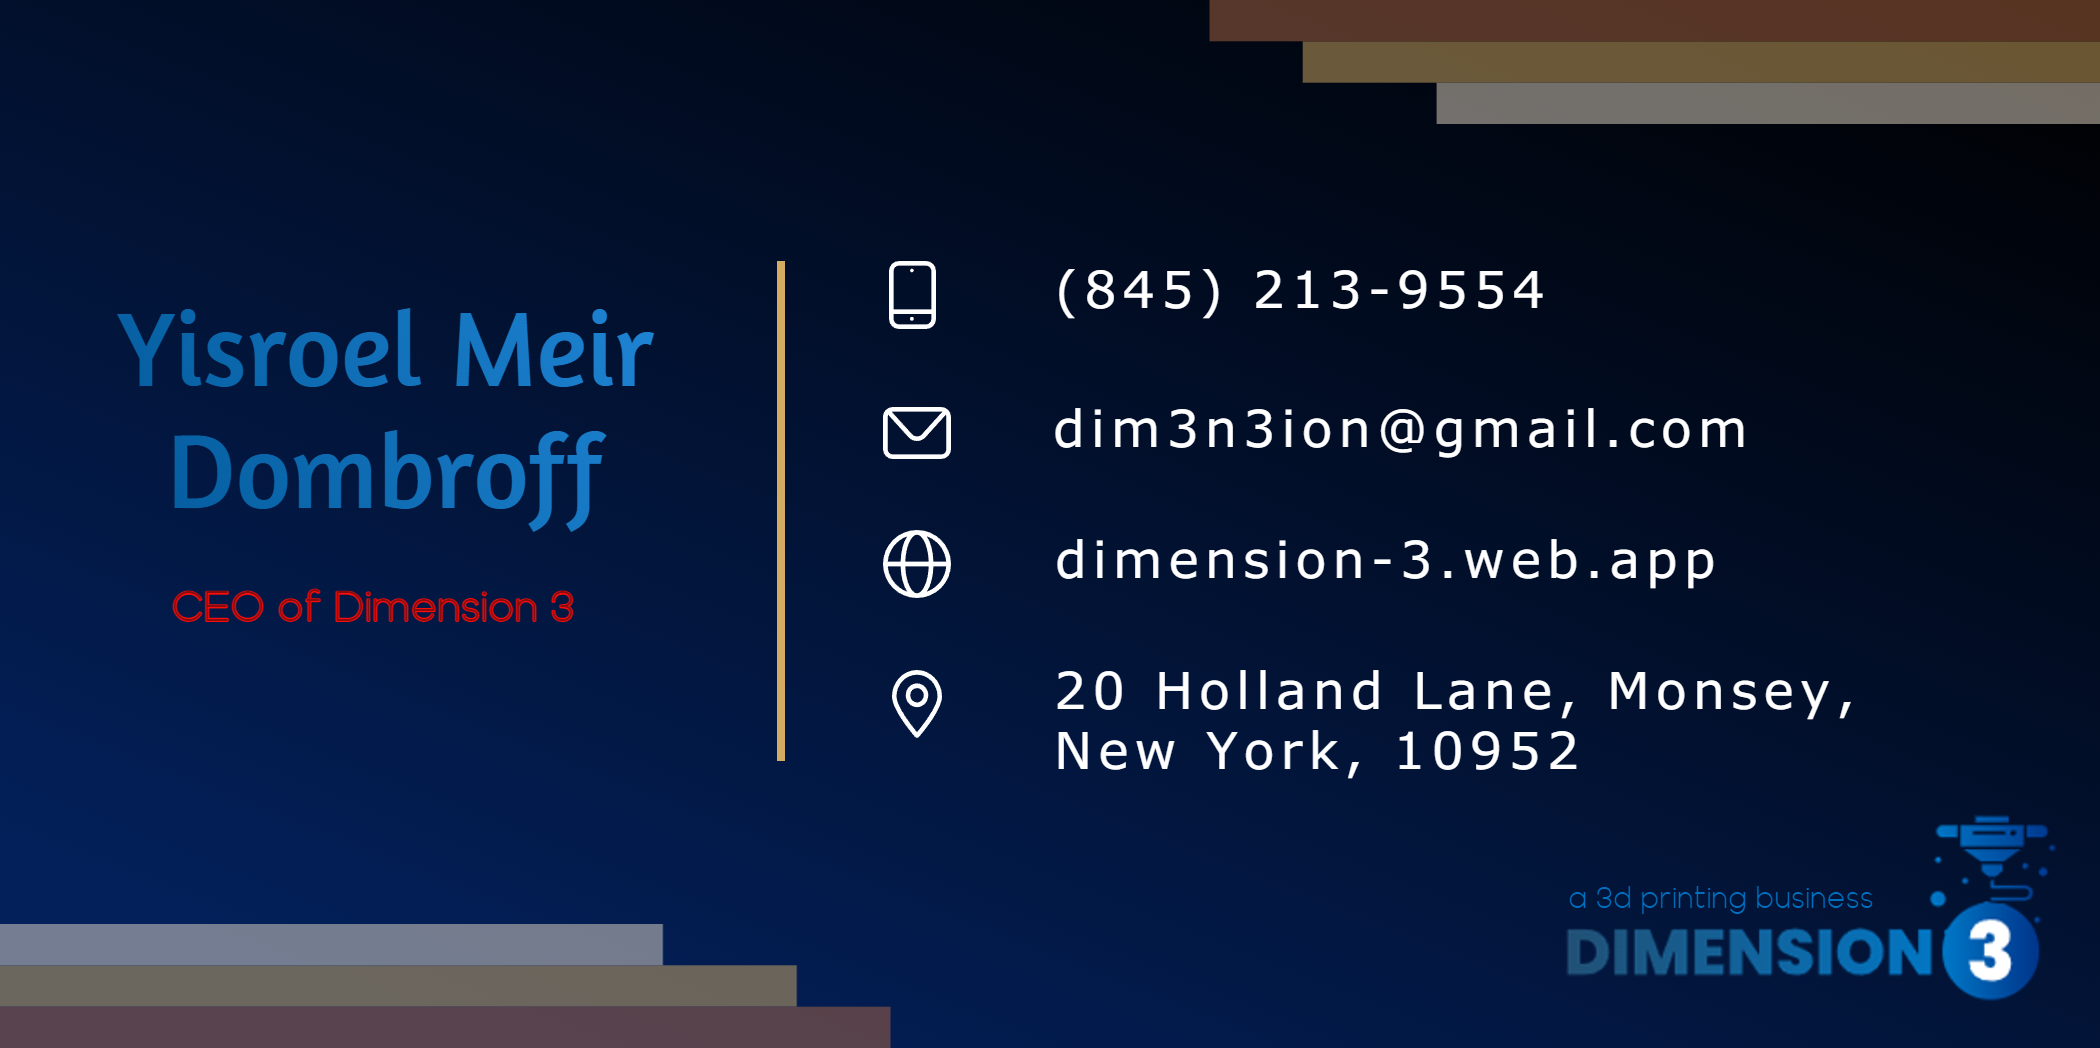 Yisroel Meir
Dombroff
CEO of Dimension 3
(845) 213-9554
dim3n3ion@gmail.com
dimension-3.web.app
20 Holland Lane, Monsey,
New York, 10952
a 3d printing business
DIMENSION 3